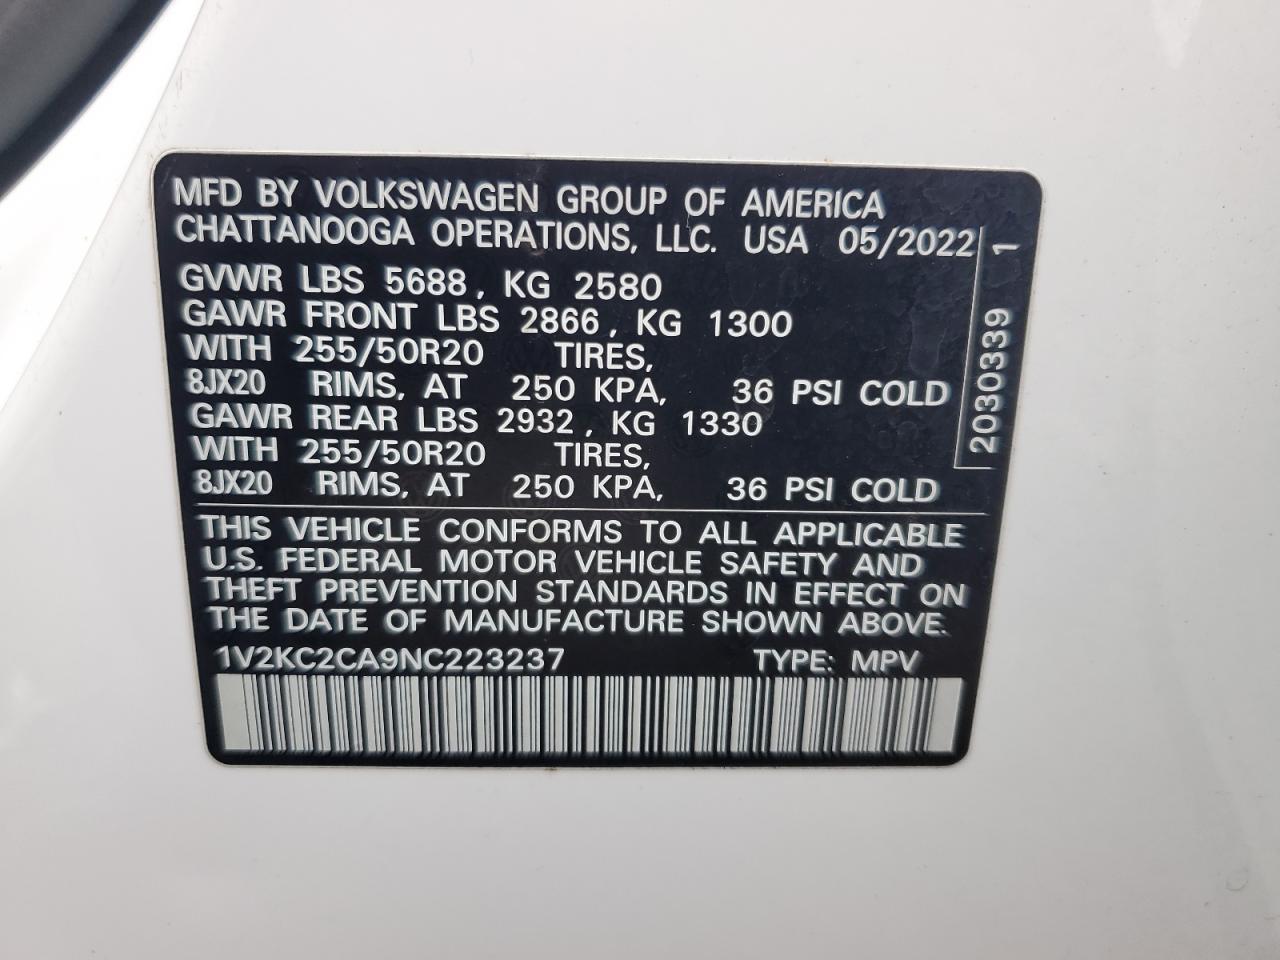 MFD BY VOLKSWAGEN GROUP OF AMERICA
CHATTANOOGA OPERATIONS, LLC. USA 05/2022
GVWR LBS 5688, KG 2580
GAWR FRONT LBS 2866, KG 1300
WITH 255/50R20 TIRES,
8JX20 RIMS, AT 250 KPA, 36 PSI COLD
GAWR REAR LBS 2932, KG 1330
WITH 255/50R20 TIRES,
8JX20 RIMS, AT 250 KPA, 36 PSI COLD
2030339 1
THIS VEHICLE CONFORMS TO ALL APPLICABLE
U.S. FEDERAL MOTOR VEHICLE SAFETY AND
THEFT PREVENTION STANDARDS IN EFFECT ON
THE DATE OF MANUFACTURE SHOWN ABOVE.
1V2KC2CA9NC223237 TYPE: MPV